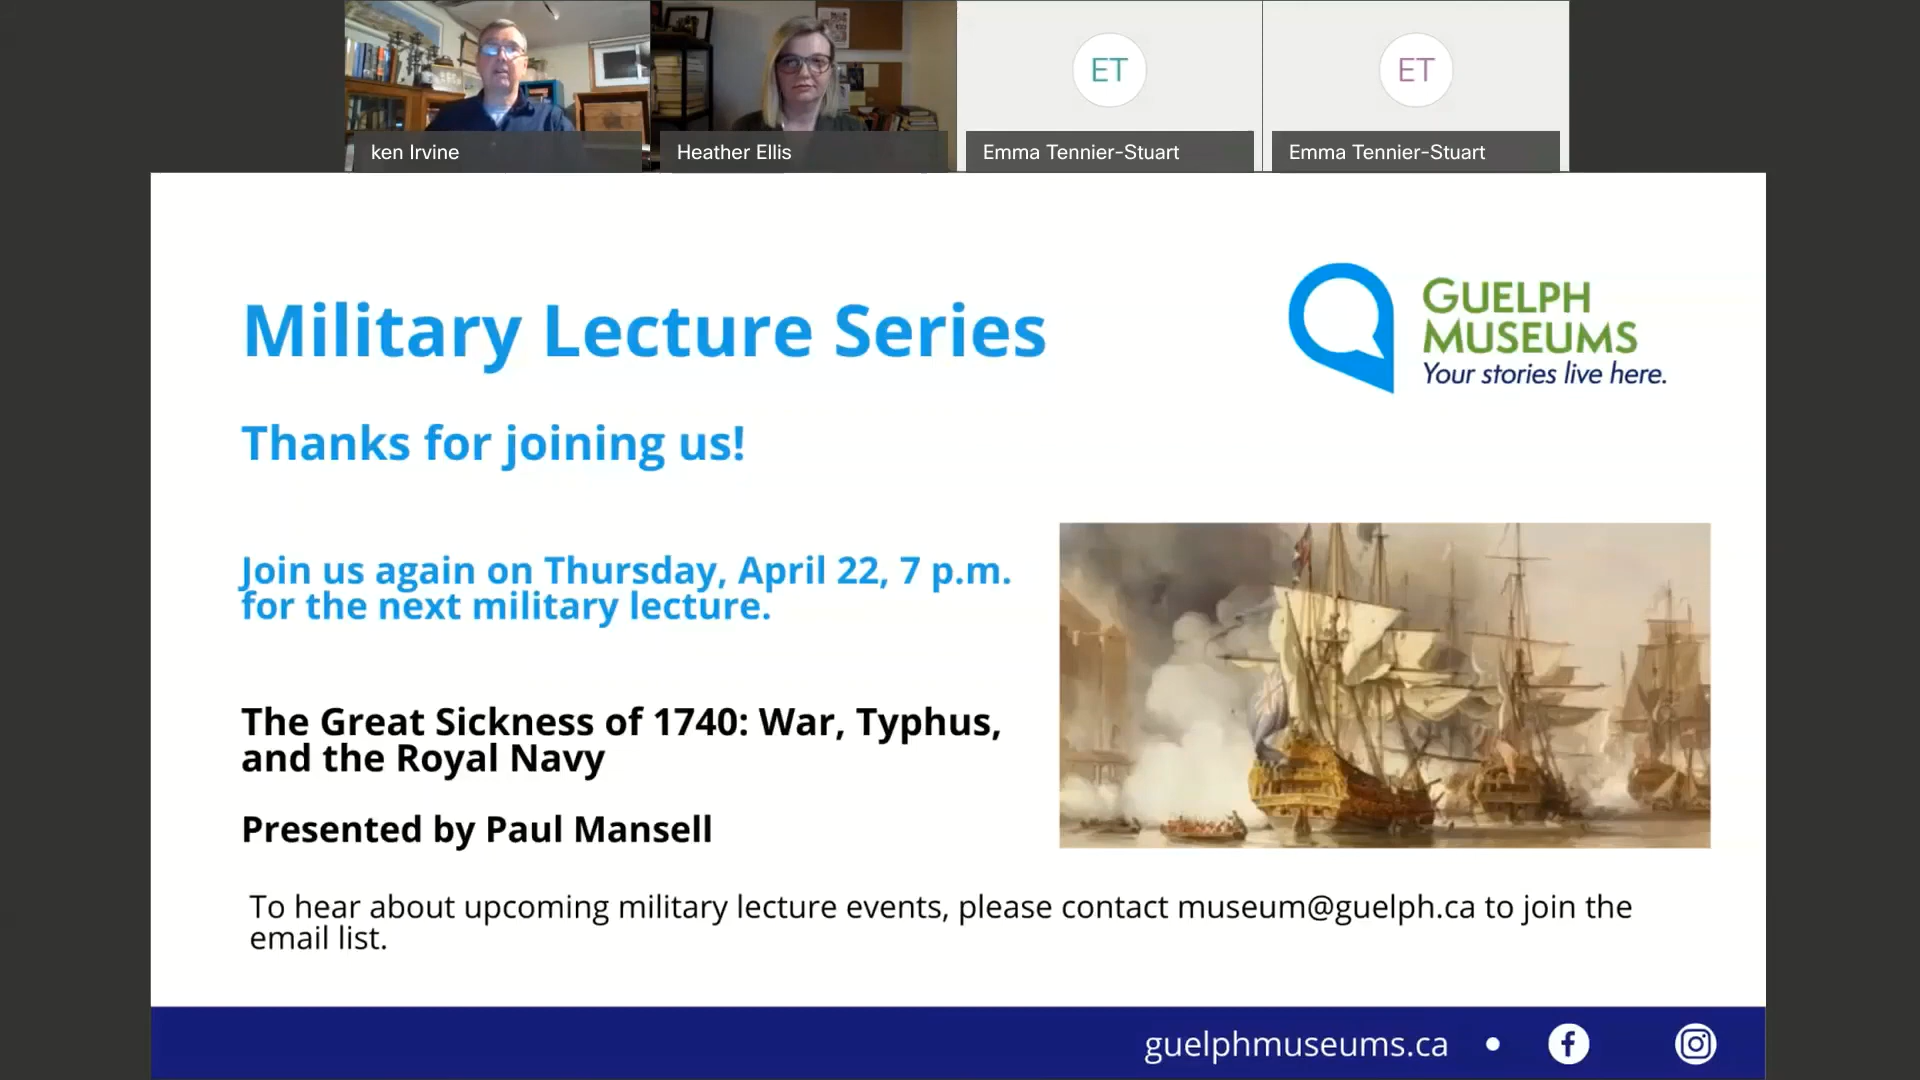 ET
ET
ken Irvine
Heather Ellis
Emma Tennier-Stuart
Emma Tennier-Stuart
Military Lecture Series
GUELPH
MUSEUMS
Your stories live here.
Thanks for joining us!
Join us again on Thursday, April 22, 7 p.m.
for the next military lecture.
The Great Sickness of 1740: War, Typhus,
and the Royal Navy
Presented by Paul Mansell
To hear about upcoming military lecture events, please contact museum@guelph.ca to join the
email list.
guelphmuseums.ca